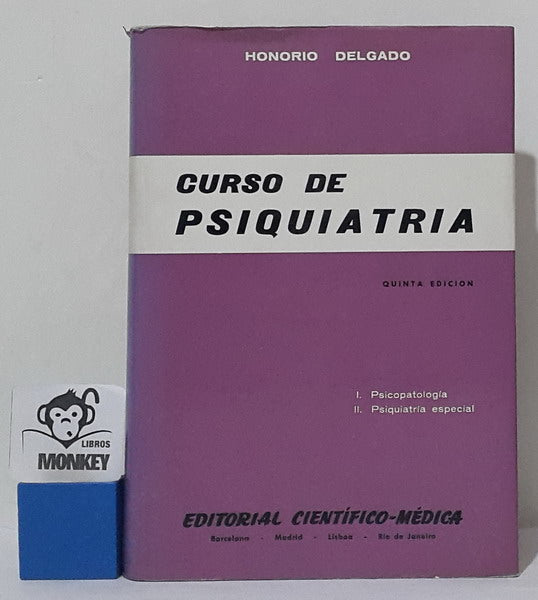 HONORIO DELGADO
CURSO DE
PSIQUIATRIA
QUINTA EDICION
I. Psicopatología
II. Psiquiatría especial
EDITORIAL CIENTÍFICO-MÉDICA
Barcelona - Madrid - Lisboa - Rio de Janeiro
LIBROS
MONKEY